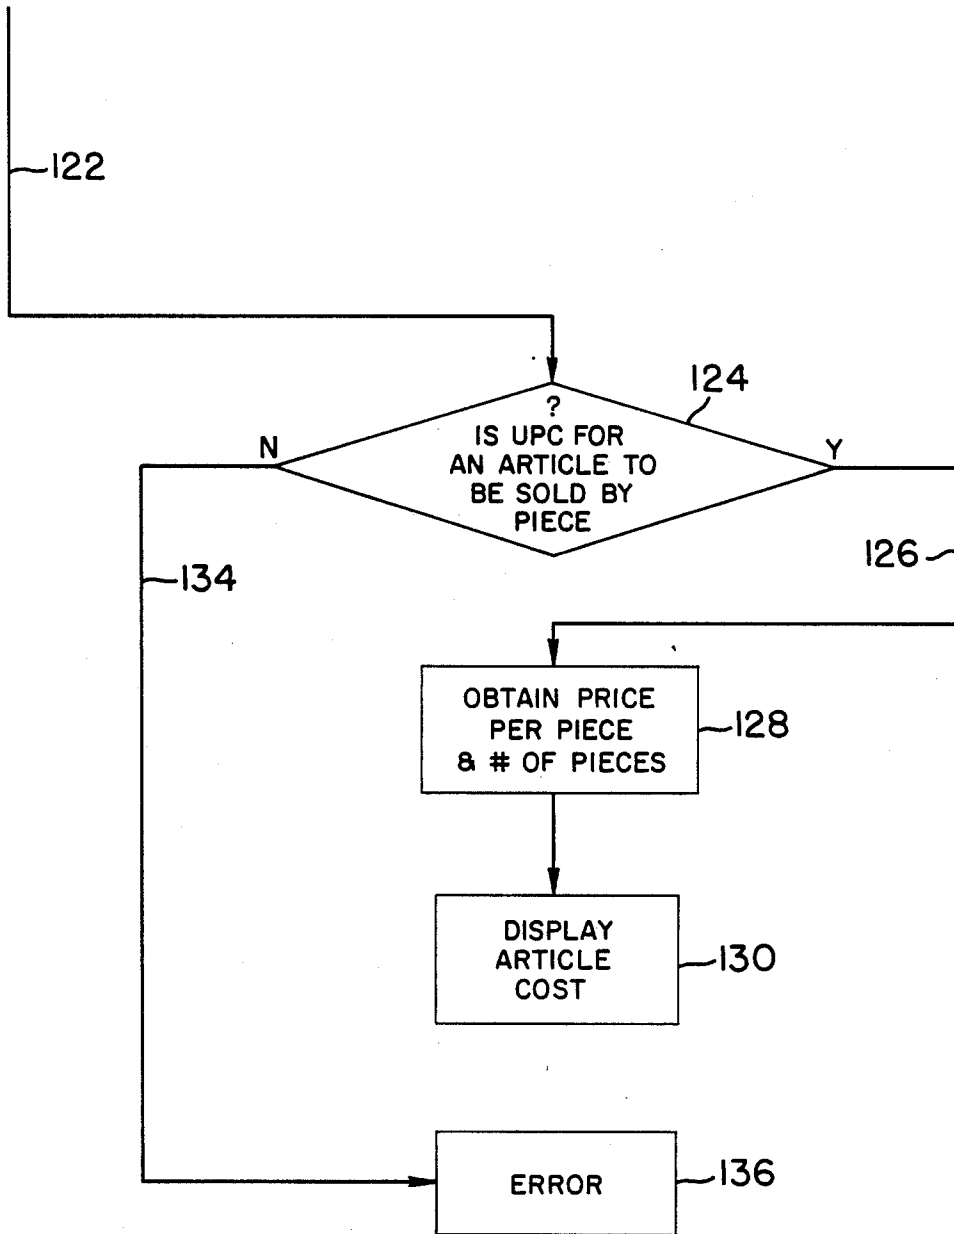 122
124
?
N
IS UPC FOR
Y
AN ARTICLE TO
BE SOLD BY
PIECE
126
134
OBTAIN PRICE
PER PIECE
& # OF PIECES
128
DISPLAY
ARTICLE
COST
130
ERROR
136